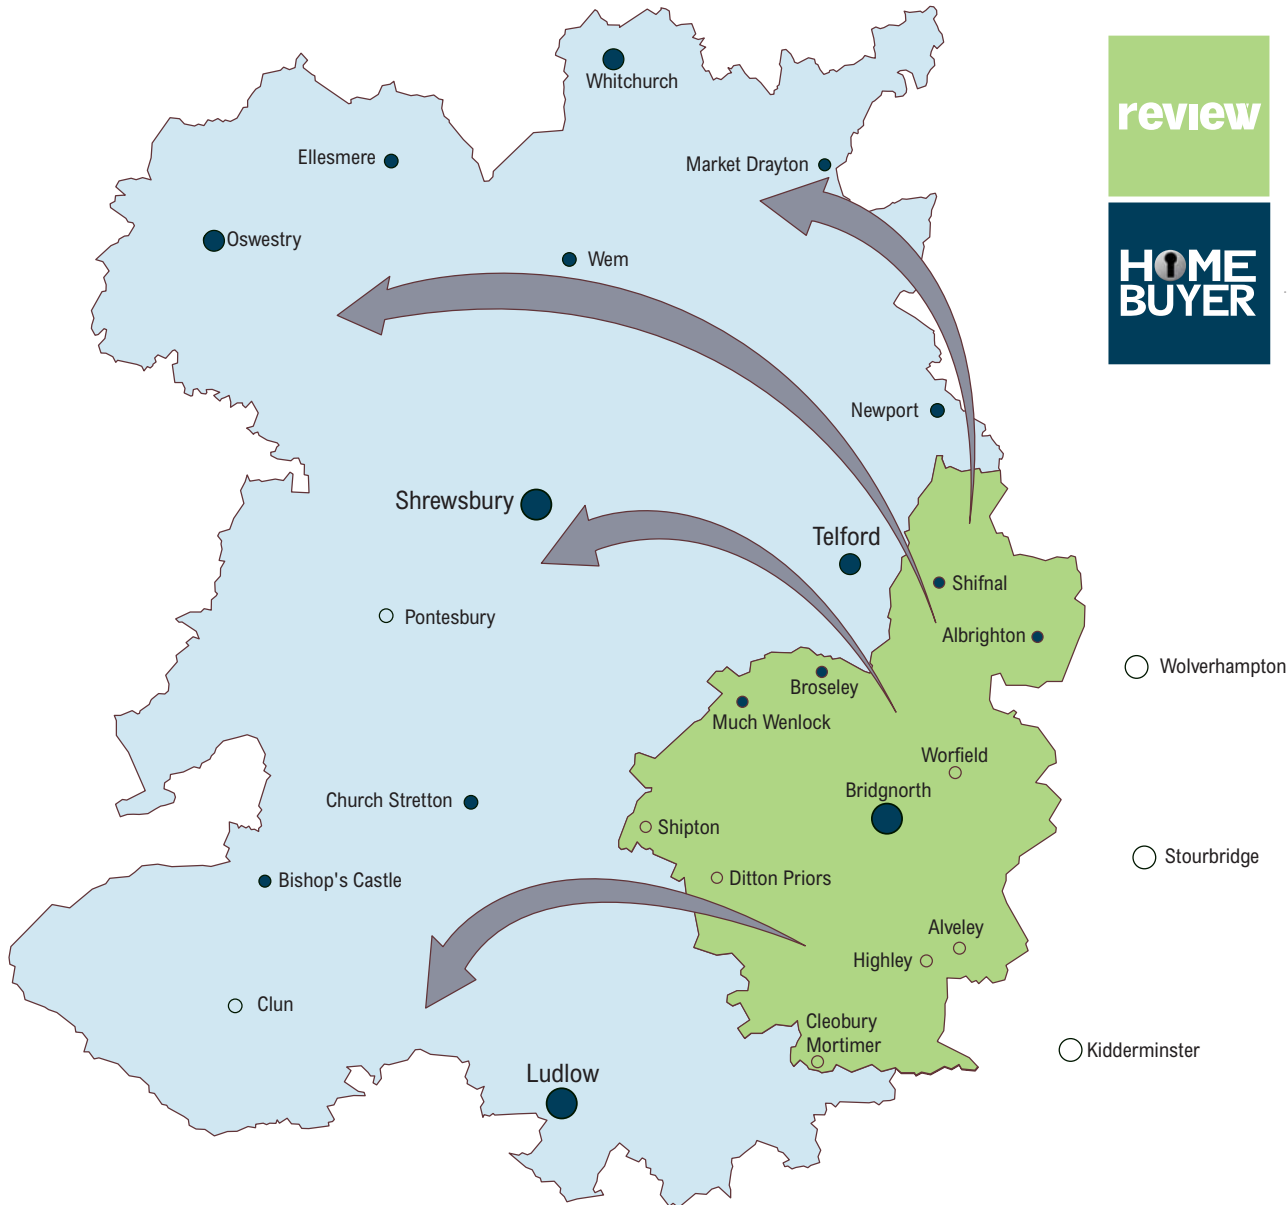 Whitchurch
review
Ellesmere
Market Drayton
Oswestry
Wem
HOME
BUYER
Newport
Shrewsbury
Telford
Shifnal
Pontesbury
Albrighton
Wolverhampton
Broseley
Much Wenlock
Worfield
Bridgnorth
Church Stretton
Shipton
Stourbridge
Bishop's Castle
Ditton Priors
Alveley
Highley
Clun
Cleobury
Mortimer
Kidderminster
Ludlow